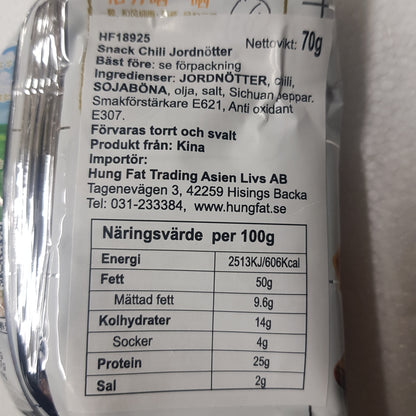 HF18925
Snack Chili Jordnötter Nettovikt: 70g
Bäst före: se förpackning
Ingredienser: JORDNÖTTER, chili,
SOJABÖNA, olja, salt, Sichuan peppar.
Smakförstärkare E621, Anti oxidant
E307.
Förvaras torrt och svalt
Produkt från: Kina
Importör:
Hung Fat Trading Asien Livs AB
Tagenevägen 3, 42259 Hisings Backa
Tel: 031-233384, www.hungfat.se
Näringsvärde per 100g
Energi 2513KJ/606Kcal
Fett 50g
Mättad fett 9.6g
Kolhydrater 14g
Socker 4g
Protein 25g
Sal 2g